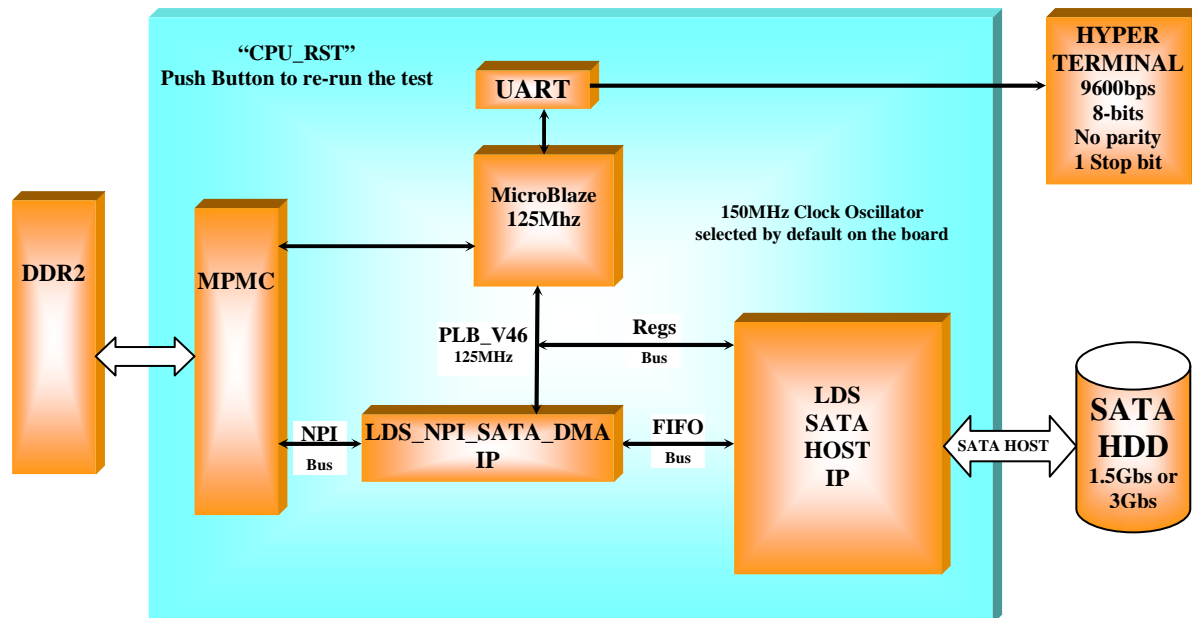 “CPU_RST”
Push Button to re-run the test
UART
HYPER
TERMINAL
9600bps
8-bits
No parity
1 Stop bit
MicroBlaze
125Mhz
150MHz Clock Oscillator
selected by default on the board
DDR2
MPMC
PLB_V46
125MHz
Regs
Bus
LDS
SATA
HOST
IP
NPI
Bus
LDS_NPI_SATA_DMA
IP
FIFO
Bus
SATA HOST
SATA
HDD
1.5Gbs or
3Gbs